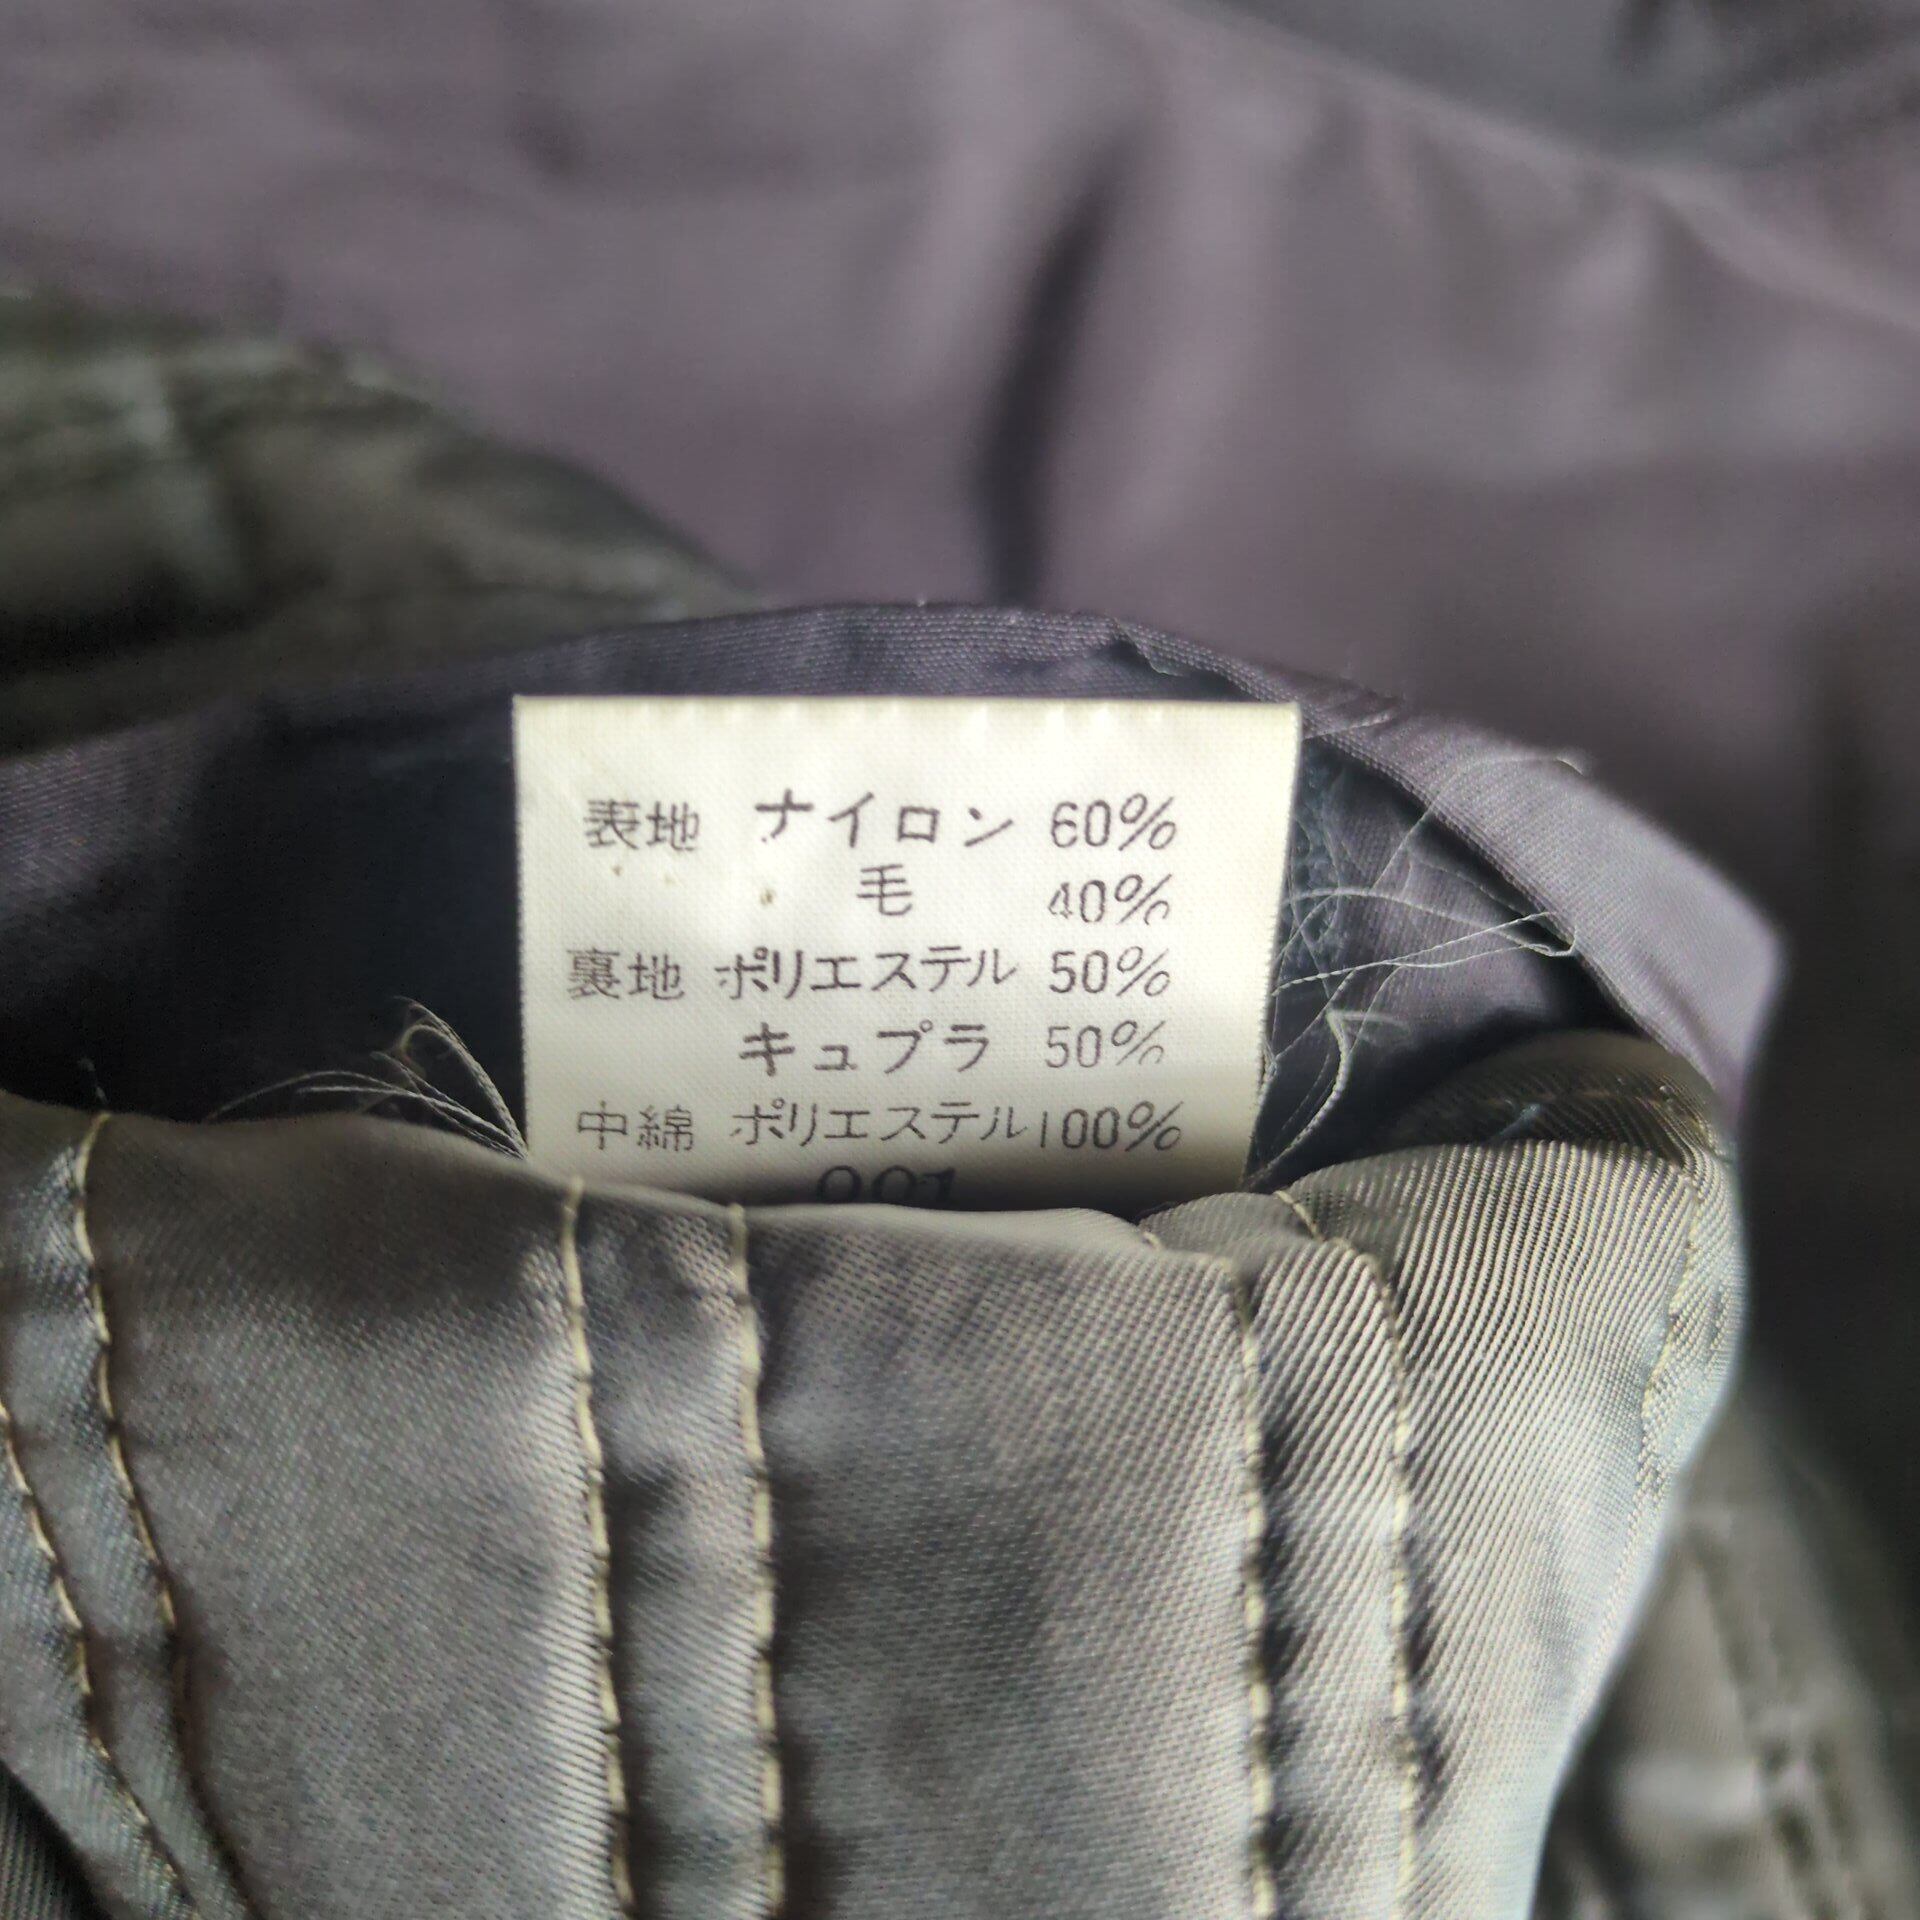 表地 ナイロン 60%
毛 40%
裏地 ポリエステル 50%
キュプラ 50%
中綿 ポリエステル 100%